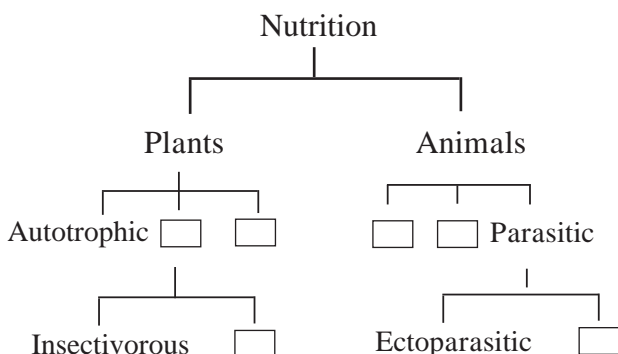 Nutrition
Plants Animals
Autotrophic Parasitic
Insectivorous Ectoparasitic